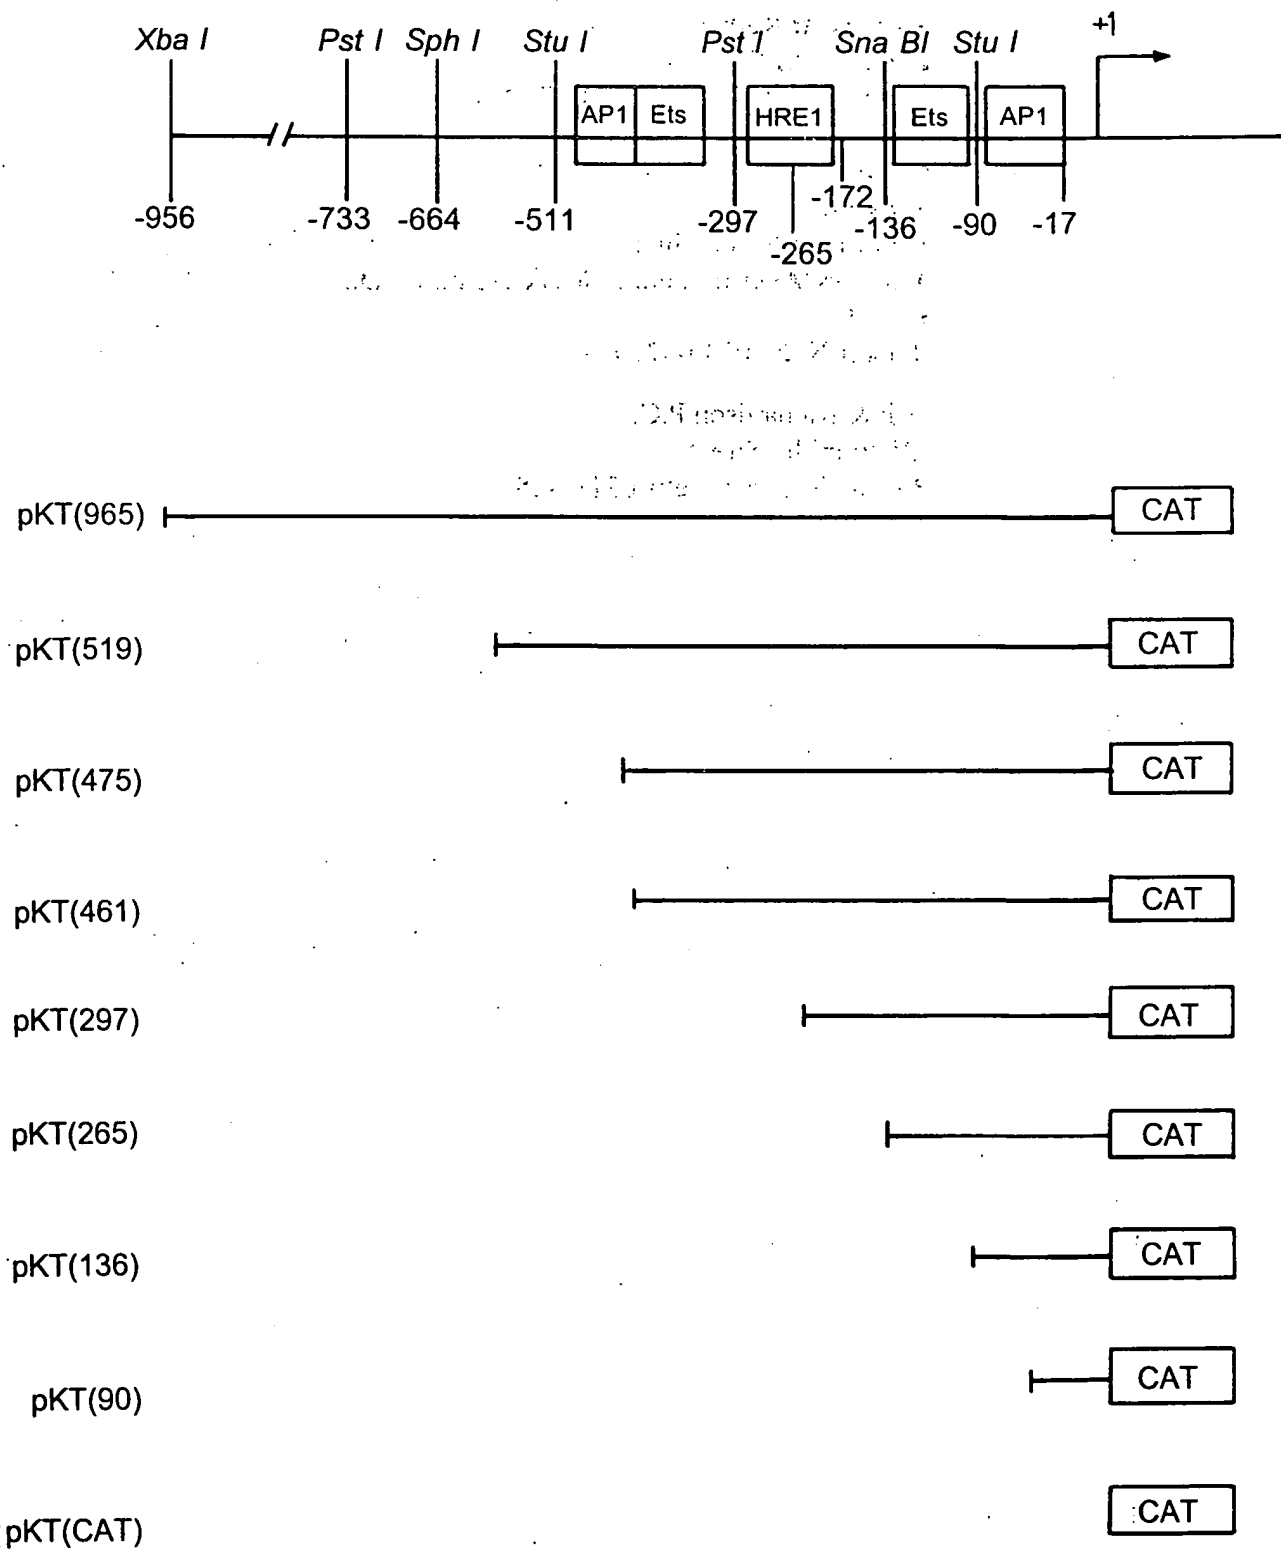 +1
Xba I Pst I Sph I Stu I Pst I Sna BI Stu I
AP1 Ets HRE1 Ets AP1
-956 -733 -664 -511 -297 -265 -172 -136 -90 -17
pKT(965) CAT
pKT(519) CAT
pKT(475) CAT
pKT(461) CAT
pKT(297) CAT
pKT(265) CAT
pKT(136) CAT
pKT(90) CAT
pKT(CAT) CAT